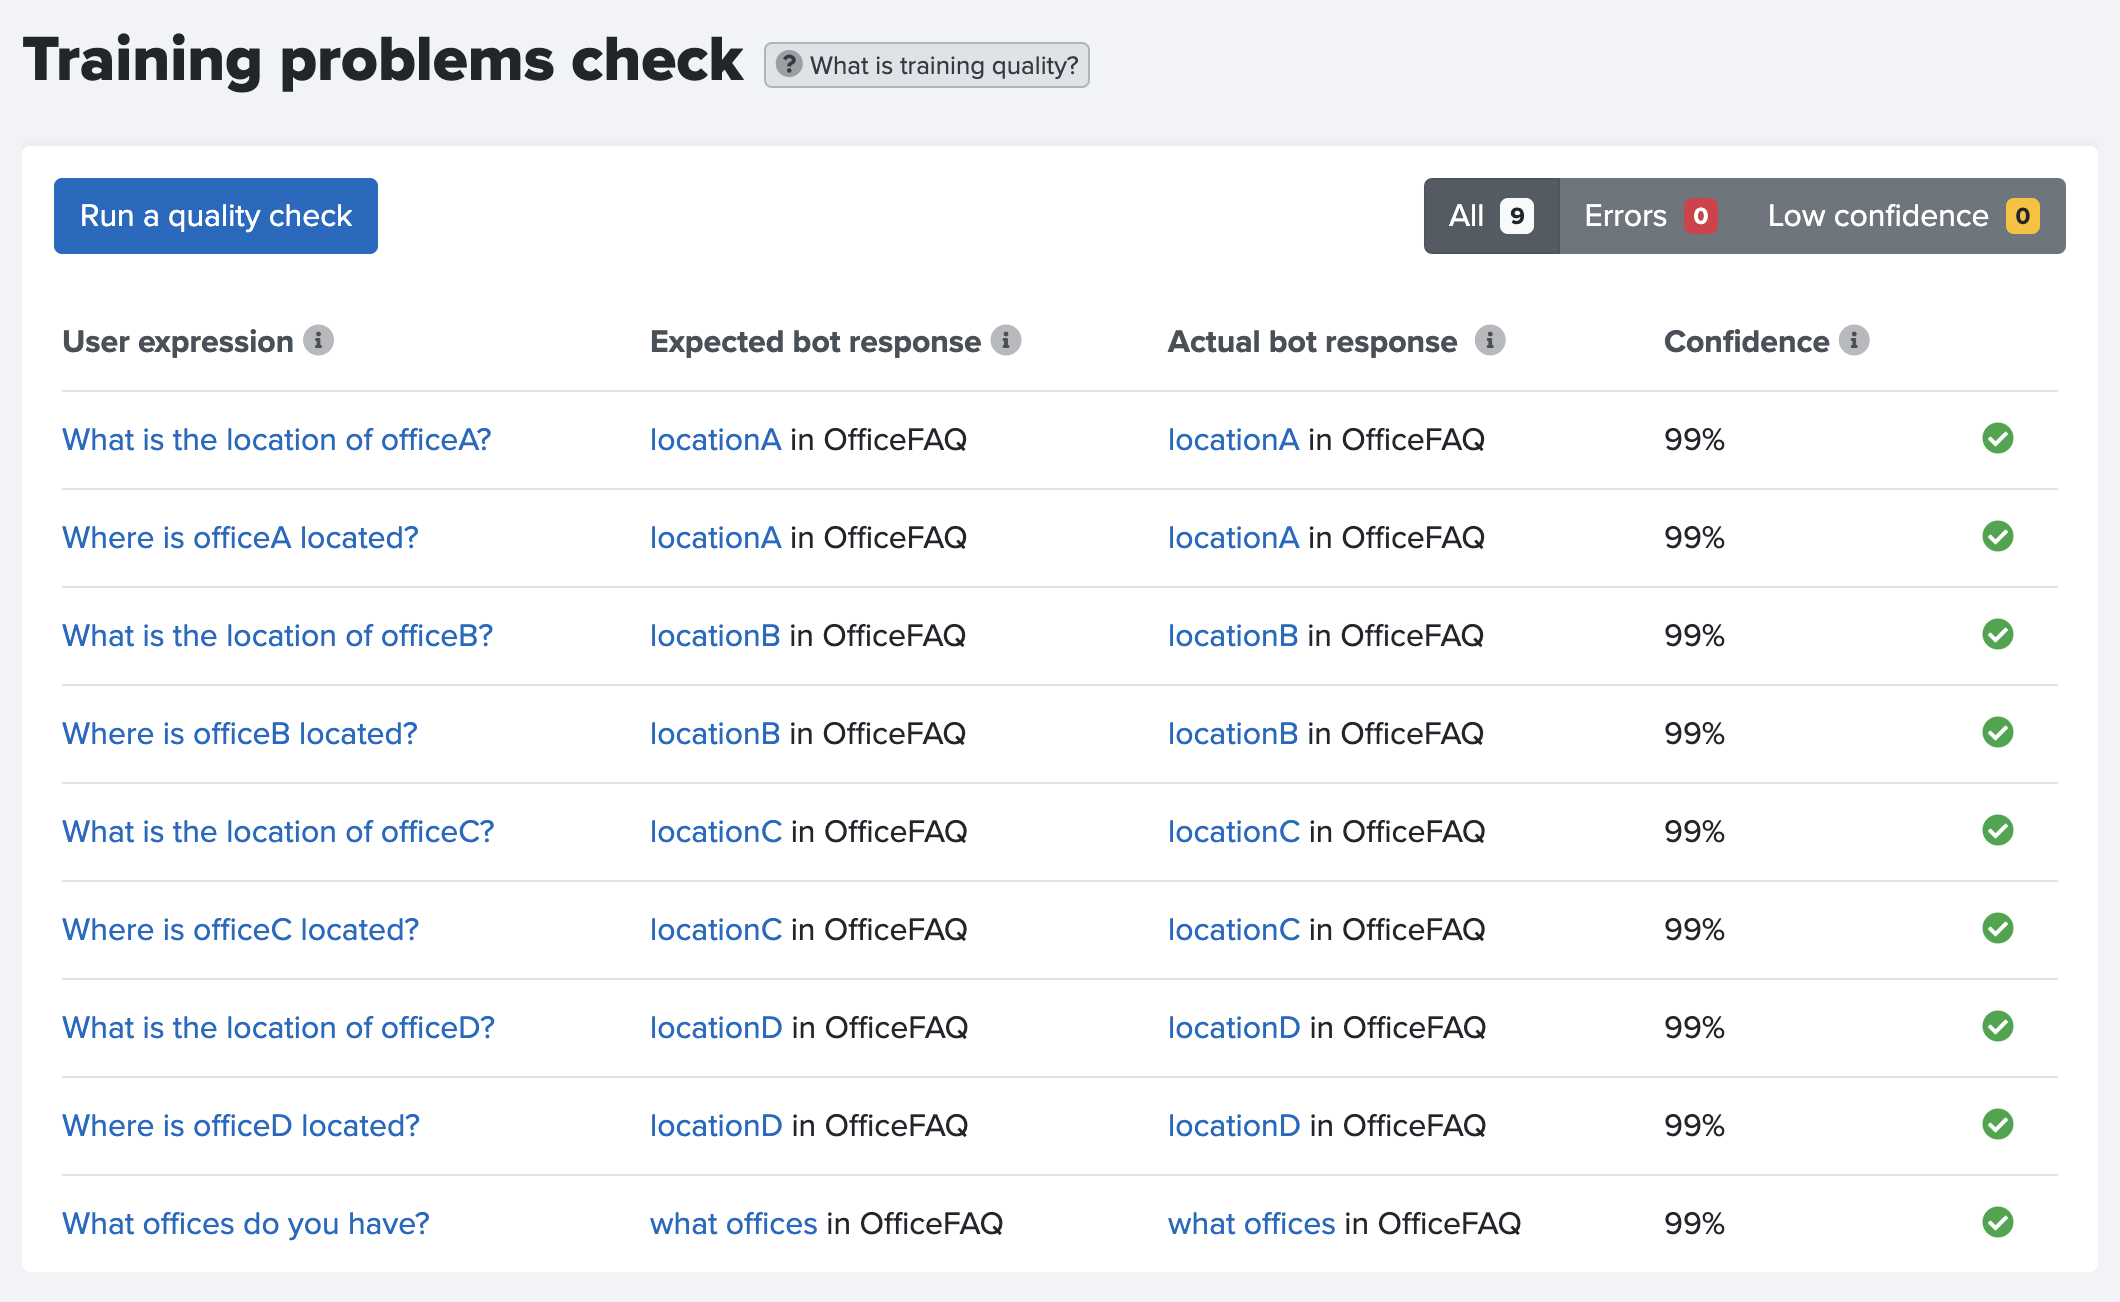 Training problems check ? What is training quality?
Run a quality check All 9 Errors 0 Low confidence 0
User expression i Expected bot response i Actual bot response i Confidence i
What is the location of officeA? locationA in OfficeFAQ locationA in OfficeFAQ 99%
Where is officeA located? locationA in OfficeFAQ locationA in OfficeFAQ 99%
What is the location of officeB? locationB in OfficeFAQ locationB in OfficeFAQ 99%
Where is officeB located? locationB in OfficeFAQ locationB in OfficeFAQ 99%
What is the location of officeC? locationC in OfficeFAQ locationC in OfficeFAQ 99%
Where is officeC located? locationC in OfficeFAQ locationC in OfficeFAQ 99%
What is the location of officeD? locationD in OfficeFAQ locationD in OfficeFAQ 99%
Where is officeD located? locationD in OfficeFAQ locationD in OfficeFAQ 99%
What offices do you have? what offices in OfficeFAQ what offices in OfficeFAQ 99%